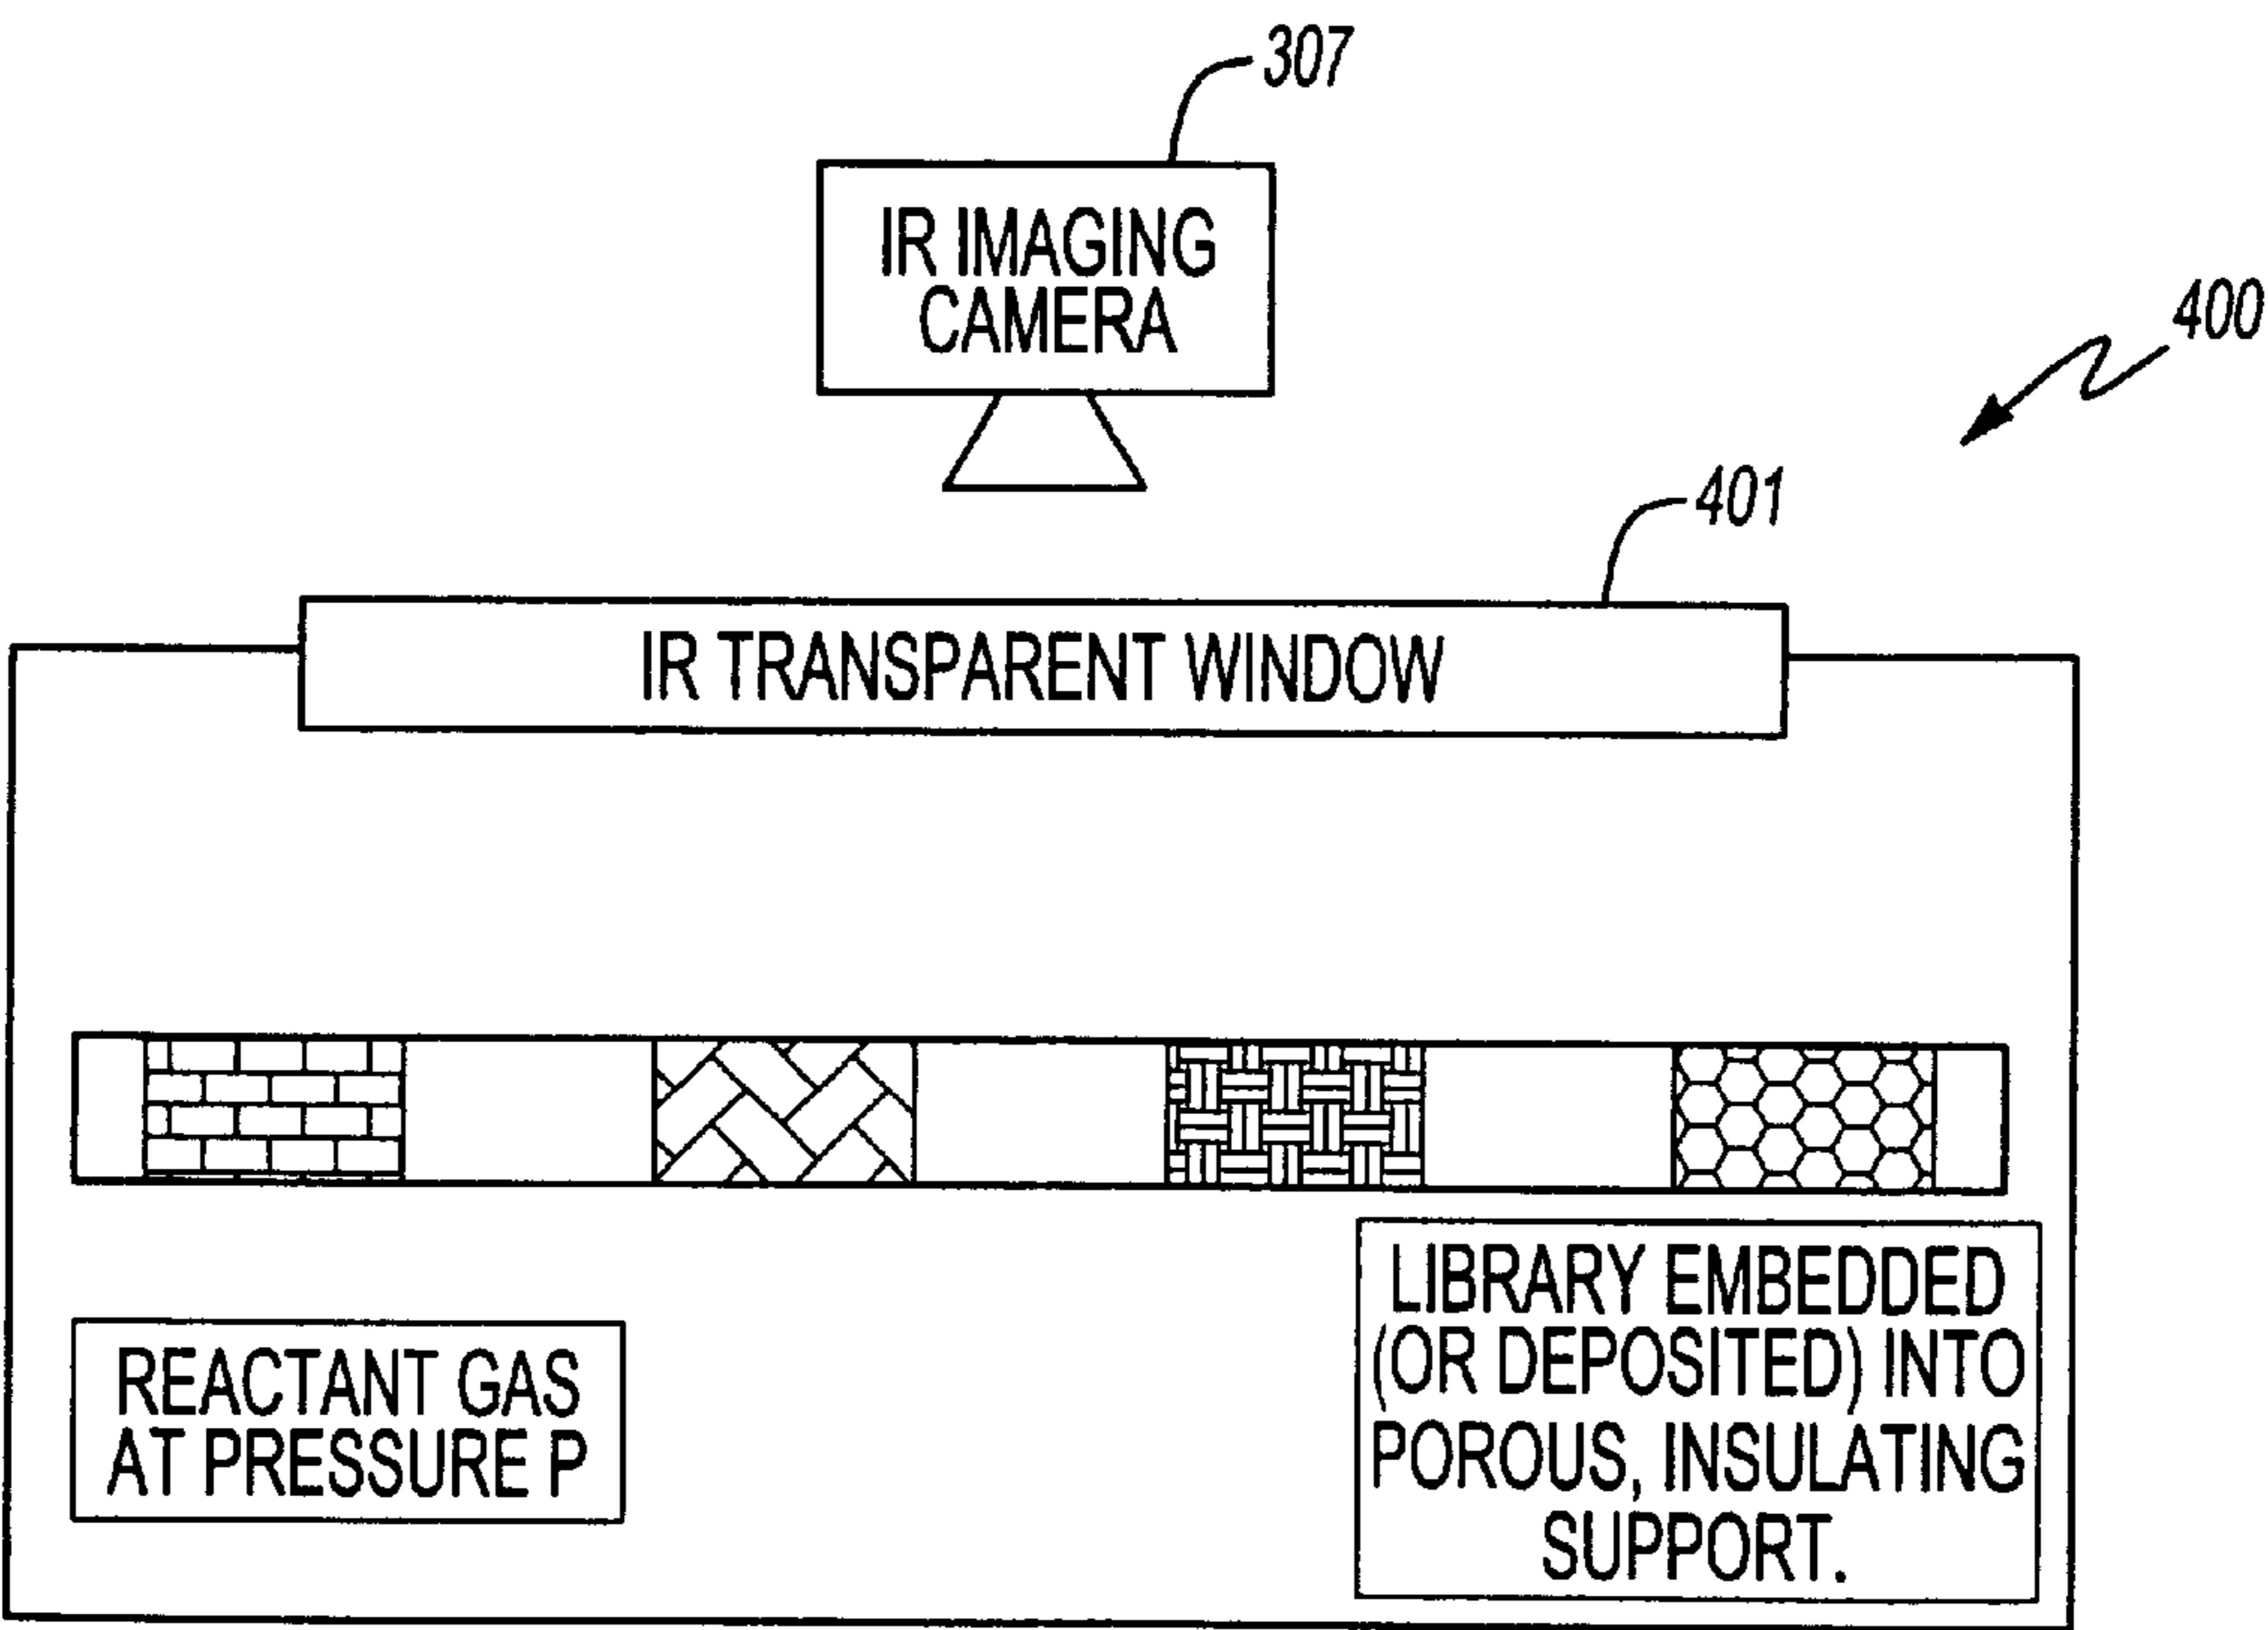 307
IR IMAGING
CAMERA
400
401
IR TRANSPARENT WINDOW
REACTANT GAS
AT PRESSURE P
LIBRARY EMBEDDED
(OR DEPOSITED) INTO
POROUS, INSULATING
SUPPORT.